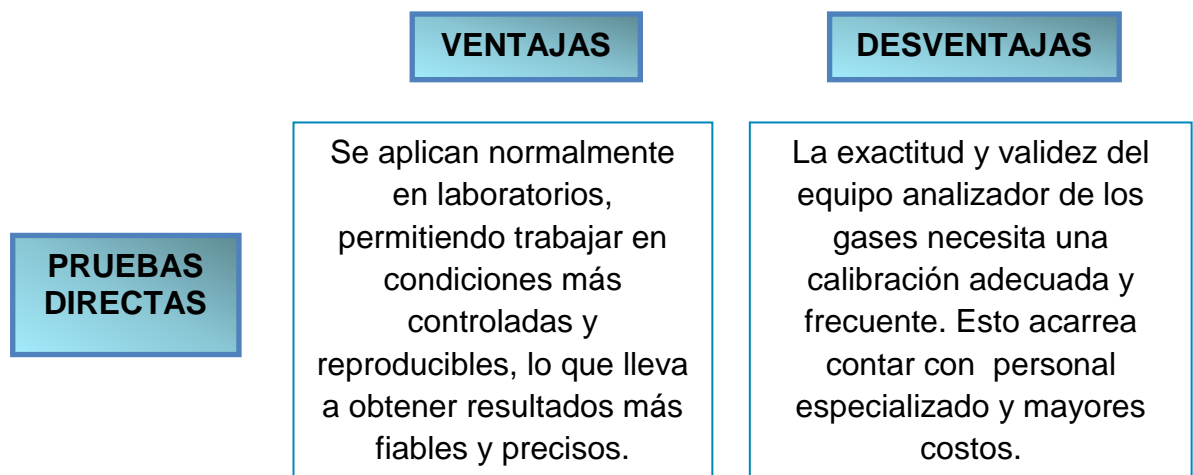 VENTAJAS
DESVENTAJAS
PRUEBAS
DIRECTAS
Se aplican normalmente
en laboratorios,
permitiendo trabajar en
condiciones más
controladas y
reproducibles, lo que lleva
a obtener resultados más
fiables y precisos.
La exactitud y validez del
equipo analizador de los
gases necesita una
calibración adecuada y
frecuente. Esto acarrea
contar con  personal
especializado y mayores
costos.